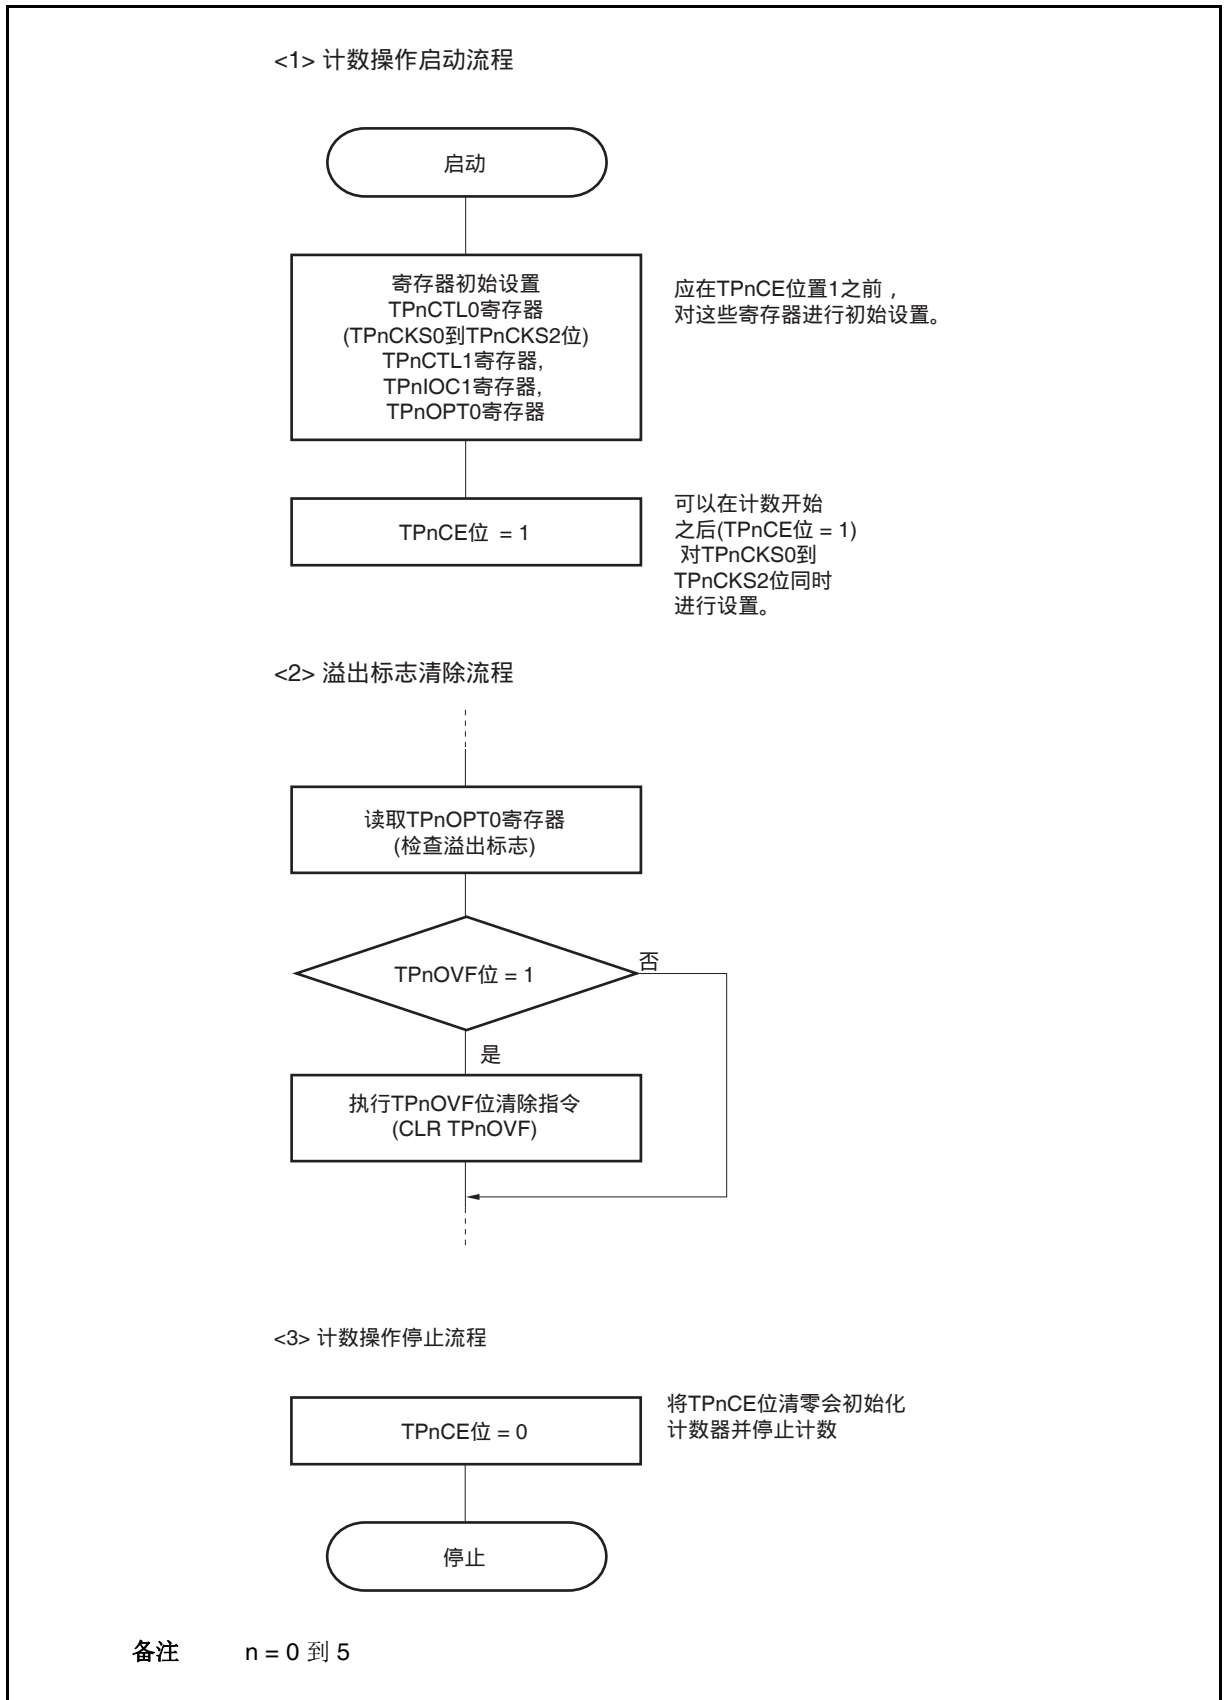 <1> 计数操作启动流程
启动
寄存器初始设置
TPnCTL0寄存器
(TPnCKS0到TPnCKS2位)
TPnCTL1寄存器,
TPnIOC1寄存器,
TPnOPT0寄存器
应在TPnCE位置1之前，
对这些寄存器进行初始设置。
TPnCE位 = 1
可以在计数开始
之后(TPnCE位 = 1)
对TPnCKS0到
TPnCKS2位同时
进行设置。
<2> 溢出标志清除流程
读取TPnOPT0寄存器
(检查溢出标志)
TPnOVF位 = 1
否
是
执行TPnOVF位清除指令
(CLR TPnOVF)
<3> 计数操作停止流程
TPnCE位 = 0
将TPnCE位清零会初始化
计数器并停止计数
停止
备注 n = 0 到 5